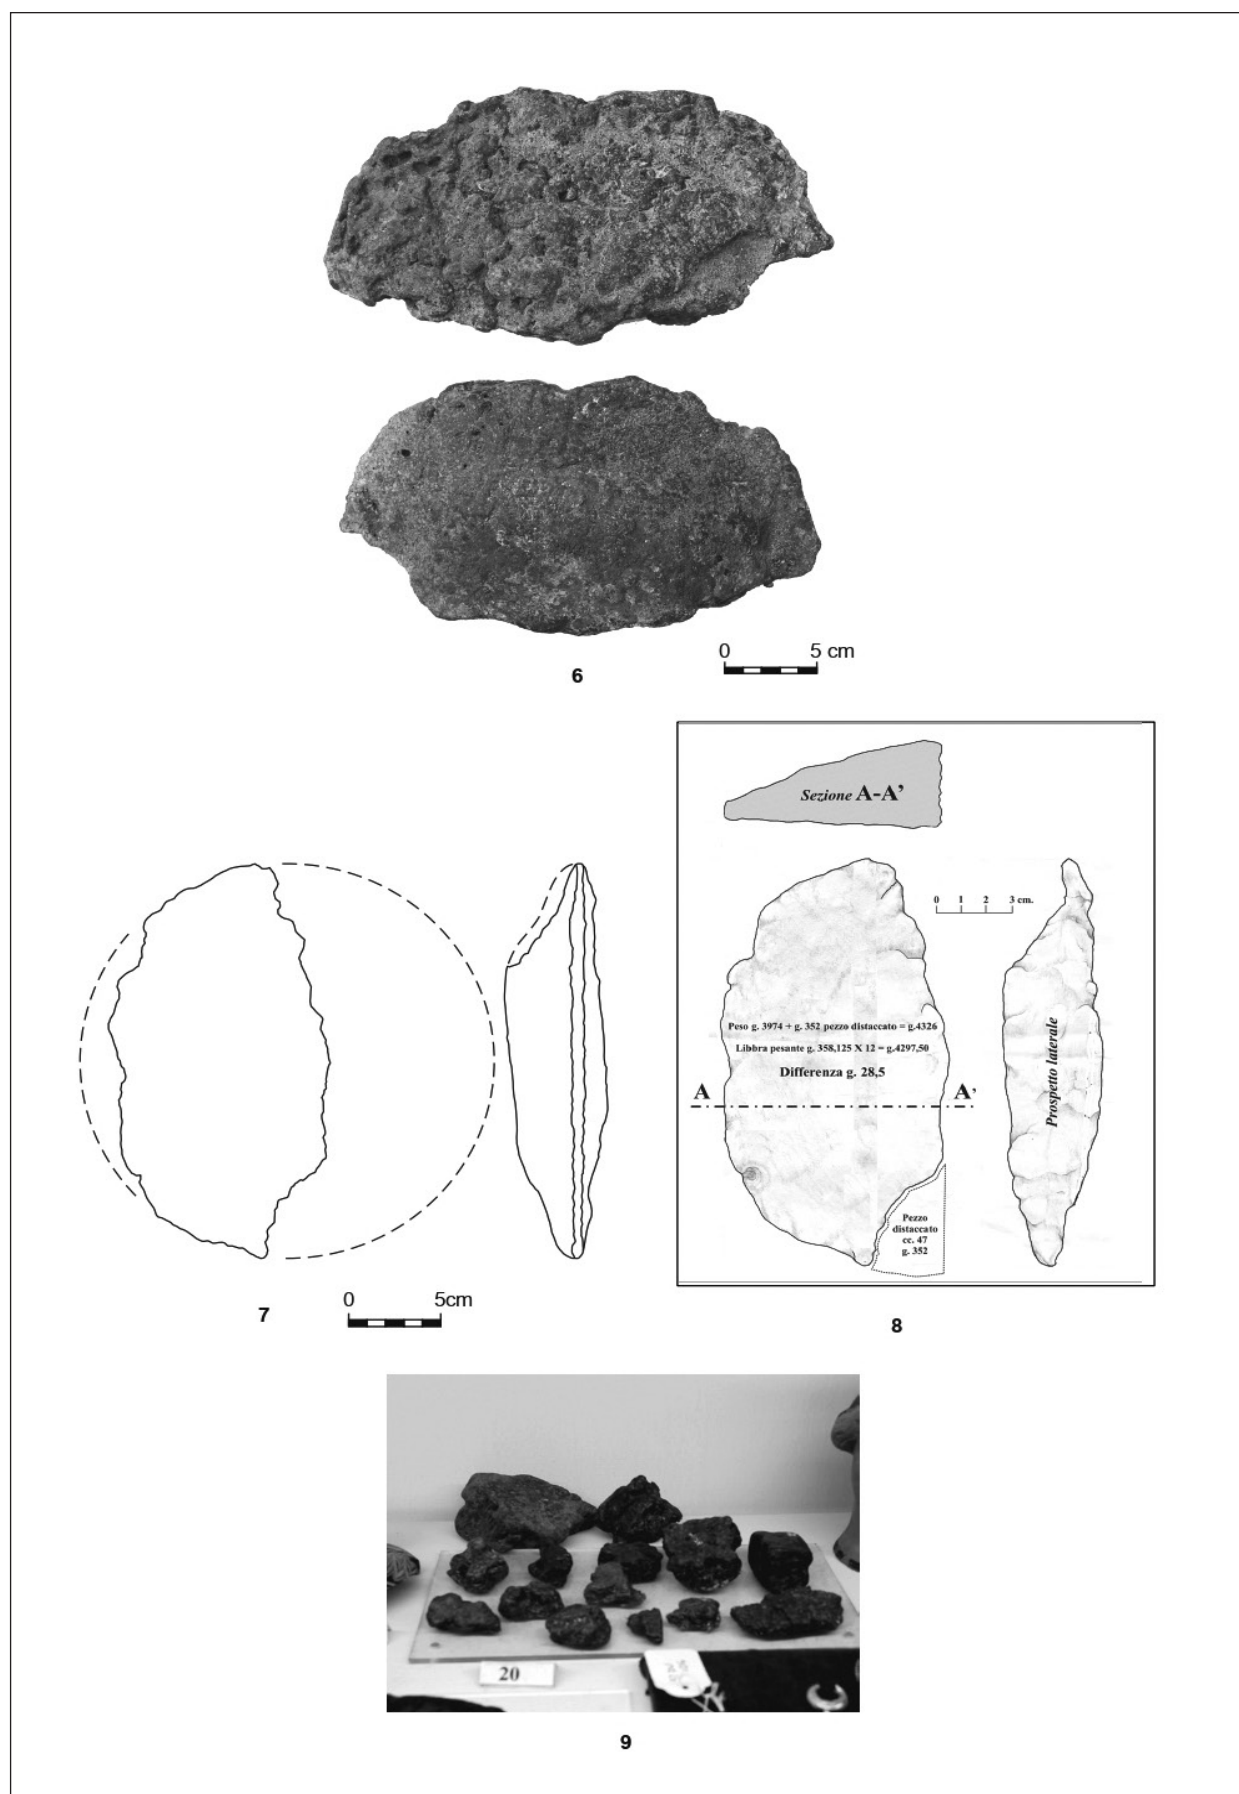 0 5 cm
6
Sezione A-A’
0 1 2 3 cm.
Peso g. 3974 + g. 352 pezzo distaccato = g.4326
Libbra pesante g. 358,125 X 12 = g.4297,50
Differenza g. 28,5
A A’
Prospetto laterale
Pezzo
distaccato
cc. 47
g. 352
0 5cm
7
8
20
9